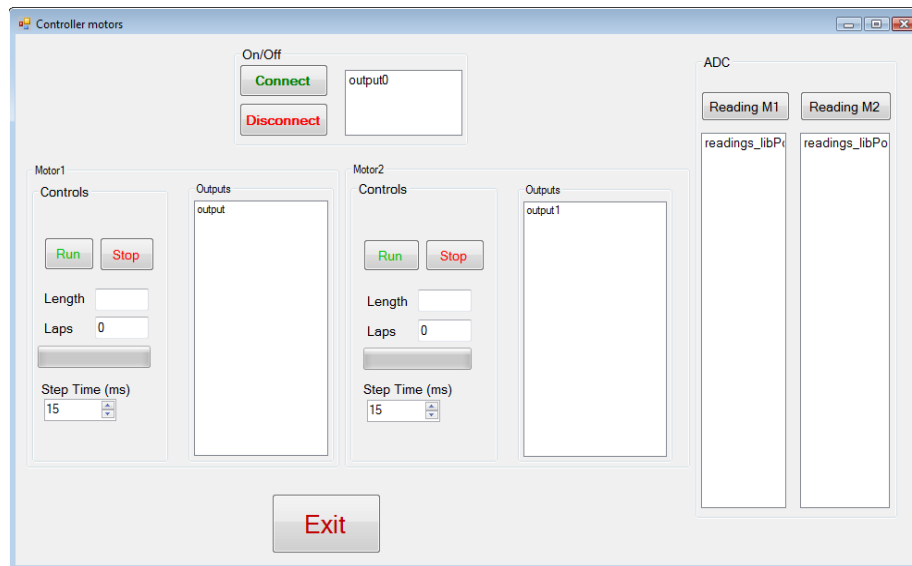 Controller motors
On/Off
Connect
Disconnect
output0
Motor1
Controls
Run
Stop
Length
Laps
0
Step Time (ms)
15
Outputs
output
Motor2
Controls
Run
Stop
Length
Laps
0
Step Time (ms)
15
Outputs
output1
ADC
Reading M1
Reading M2
readings_libPo
readings_libPo
Exit